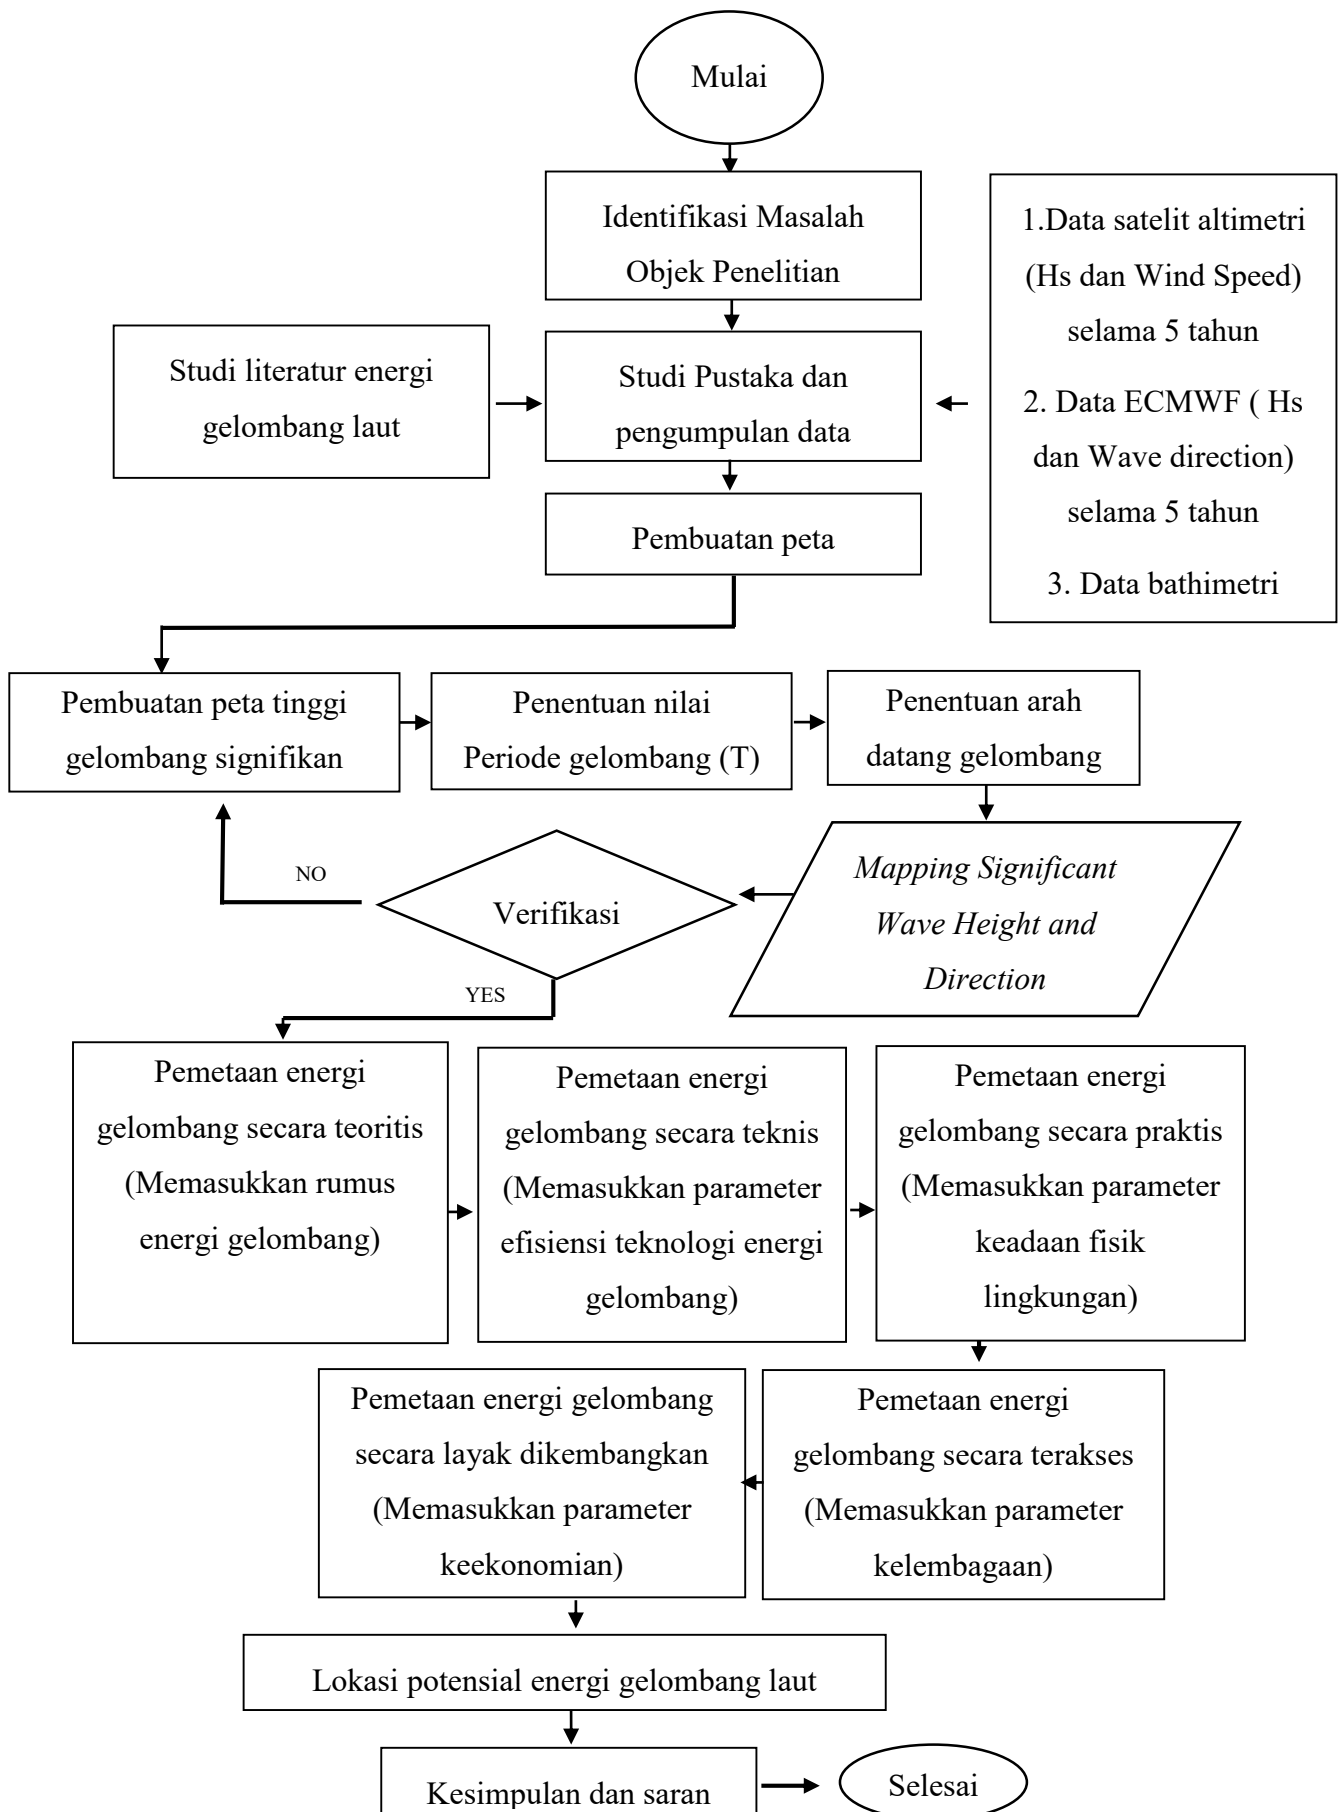 Mulai
Identifikasi Masalah
Objek Penelitian
1.Data satelit altimetri
(Hs dan Wind Speed)
selama 5 tahun
2. Data ECMWF ( Hs
dan Wave direction)
selama 5 tahun
3. Data bathimetri
Studi literatur energi
gelombang laut
Studi Pustaka dan
pengumpulan data
Pembuatan peta
Pembuatan peta tinggi
gelombang signifikan
Penentuan nilai
Periode gelombang (T)
Penentuan arah
datang gelombang
Mapping Significant
Wave Height and
Direction
Verifikasi
NO
YES
Pemetaan energi
gelombang secara teoritis
(Memasukkan rumus
energi gelombang)
Pemetaan energi
gelombang secara teknis
(Memasukkan parameter
efisiensi teknologi energi
gelombang)
Pemetaan energi
gelombang secara praktis
(Memasukkan parameter
keadaan fisik
lingkungan)
Pemetaan energi
gelombang secara terakses
(Memasukkan parameter
kelembagaan)
Pemetaan energi gelombang
secara layak dikembangkan
(Memasukkan parameter
keekonomian)
Lokasi potensial energi gelombang laut
Kesimpulan dan saran
Selesai